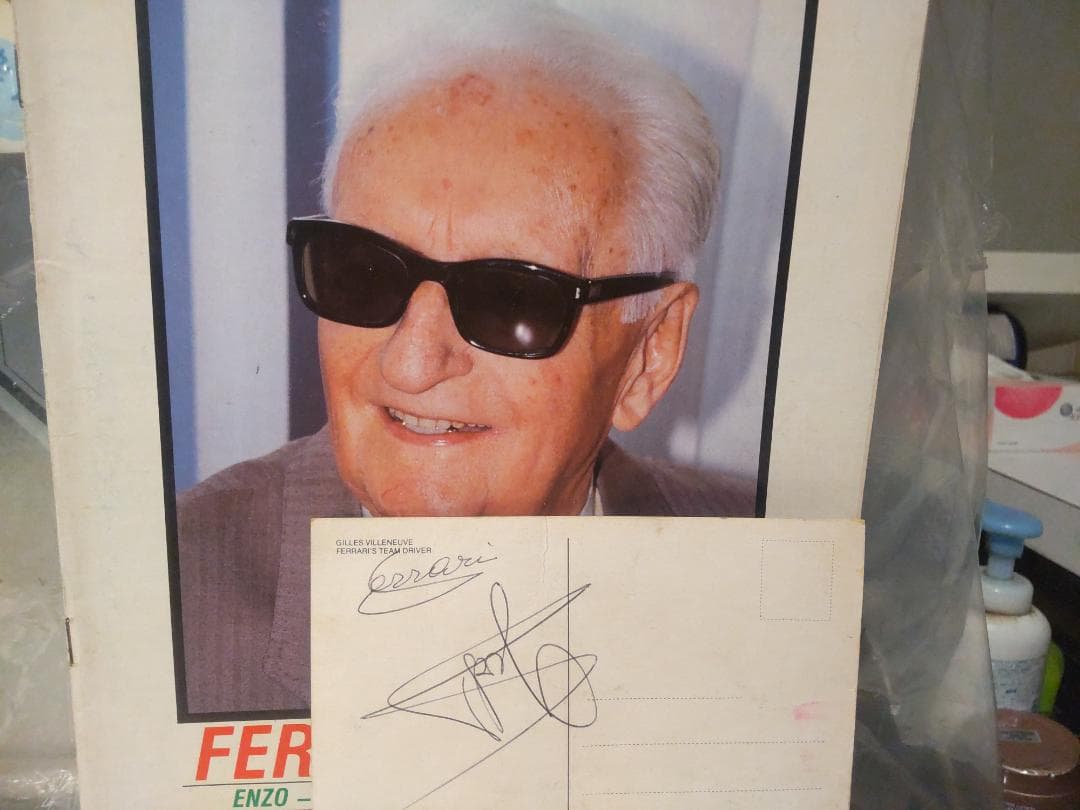 GILLES VILLENEUVE
FERRARI'S TEAM DRIVER
Ferrari
FER
ENZO –